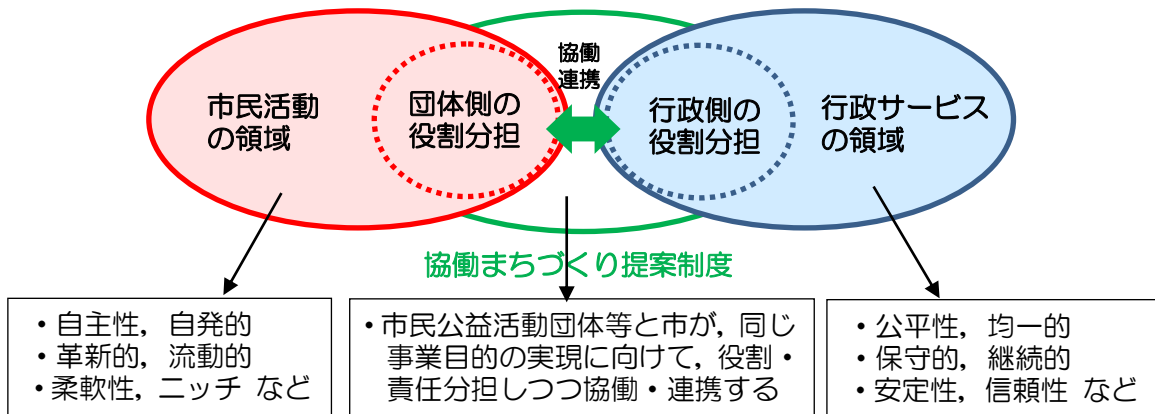 協働
連携
市民活動
の領域
団体側の
役割分担
行政側の
役割分担
行政サービス
の領域
協働まちづくり提案制度
・自主性，自発的
・革新的，流動的
・柔軟性，ニッチ など
・市民公益活動団体等と市が，同じ
事業目的の実現に向けて，役割・
責任分担しつつ協働・連携する
・公平性，均一的
・保守的，継続的
・安定性，信頼性 など